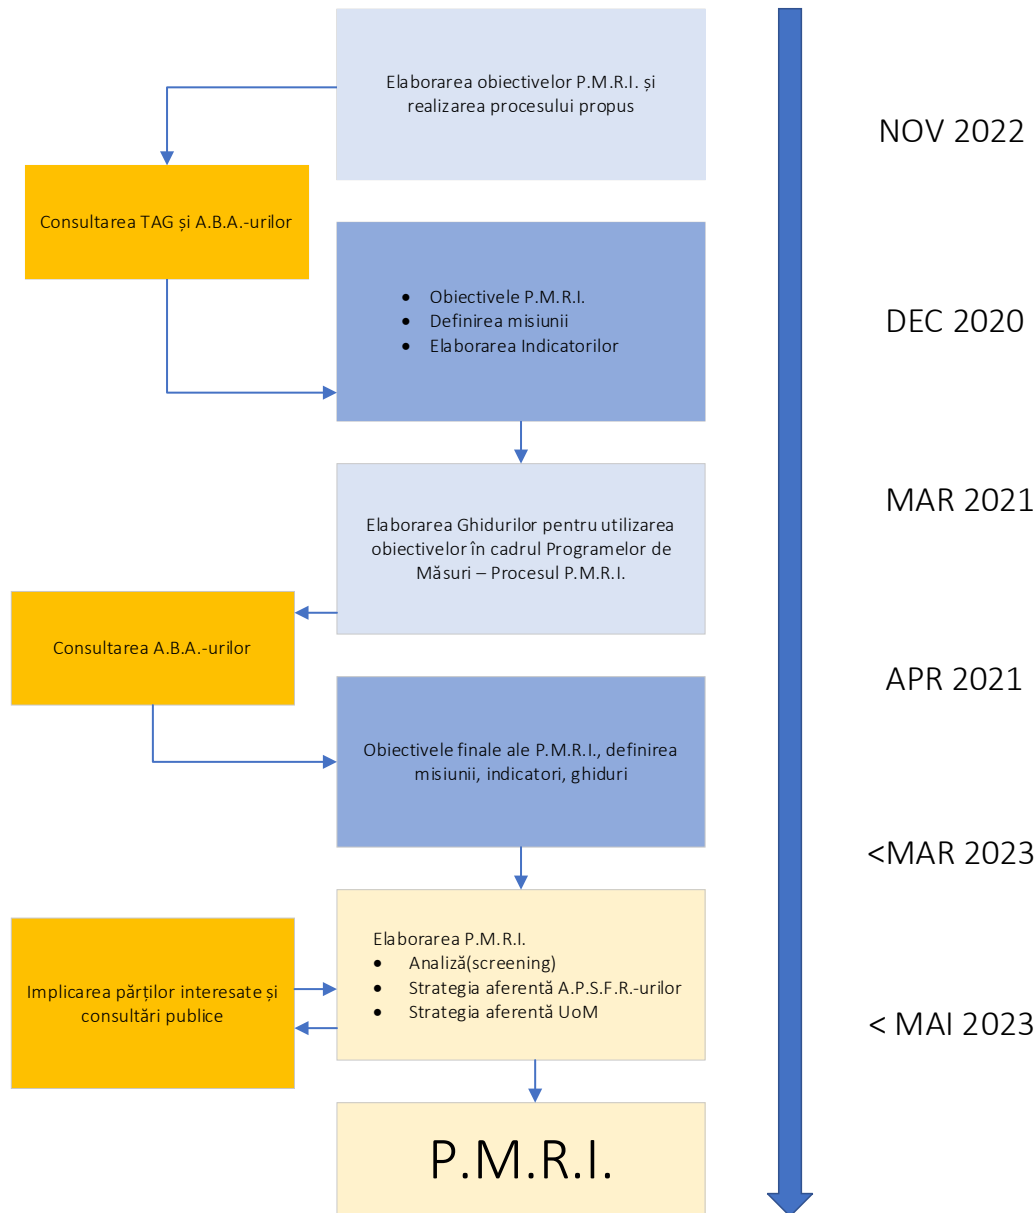 Elaborarea obiectivelor P.M.R.I. și
realizarea procesului propus
NOV 2022
Consultarea TAG și A.B.A.-urilor
• Obiectivele P.M.R.I.
• Definirea misiunii
• Elaborarea Indicatorilor
DEC 2020
Elaborarea Ghidurilor pentru utilizarea
obiectivelor în cadrul Programelor de
Măsuri – Procesul P.M.R.I.
MAR 2021
Consultarea A.B.A.-urilor
APR 2021
Obiectivele finale ale P.M.R.I., definirea
misiunii, indicatori, ghiduri
<MAR 2023
Implicarea părților interesate și
consultări publice
Elaborarea P.M.R.I.
• Analiză(screening)
• Strategia aferentă A.P.S.F.R.-urilor
• Strategia aferentă UoM
< MAI 2023
P.M.R.I.